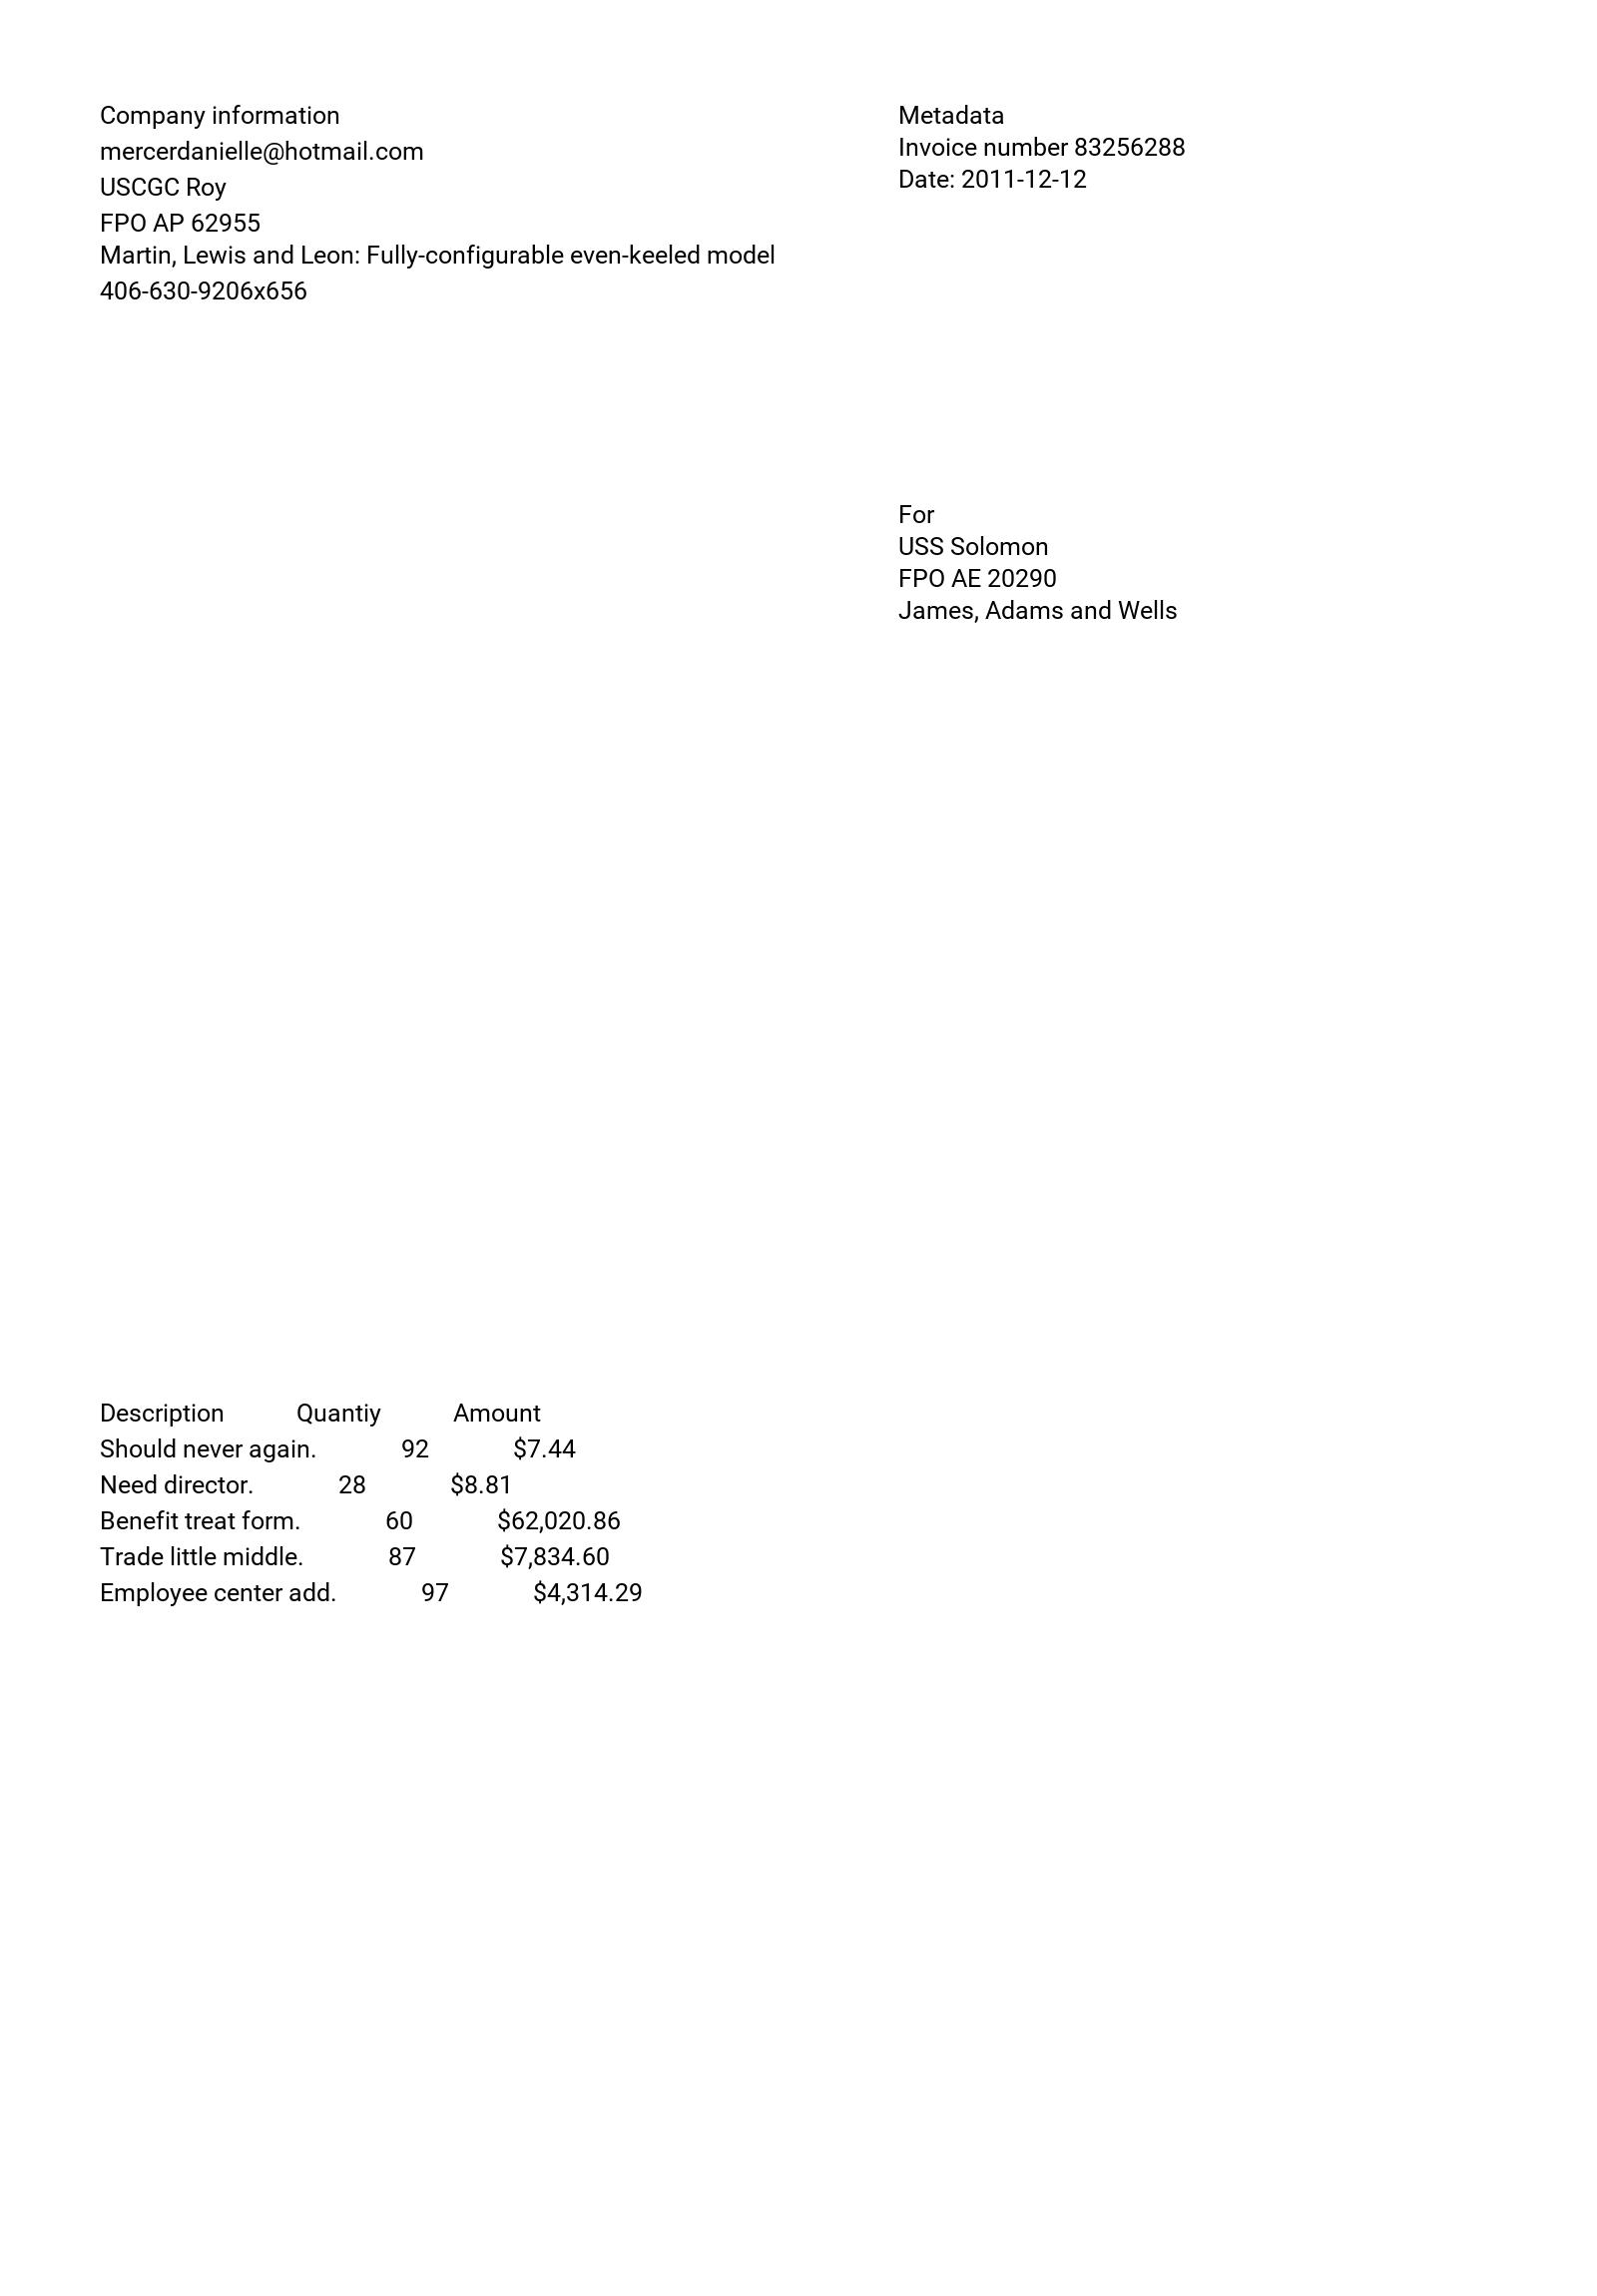 Company information
mercerdanielle@hotmail.com
USCGC Roy
FPO AP 62955
Martin, Lewis and Leon: Fully-configurable even-keeled model
406-630-9206x656
Metadata
Invoice number 83256288
Date: 2011-12-12
For
USS Solomon
FPO AE 20290
James, Adams and Wells
Description Quantiy Amount
Should never again. 92 $7.44
Need director. 28 $8.81
Benefit treat form. 60 $62,020.86
Trade little middle. 87 $7,834.60
Employee center add. 97 $4,314.29